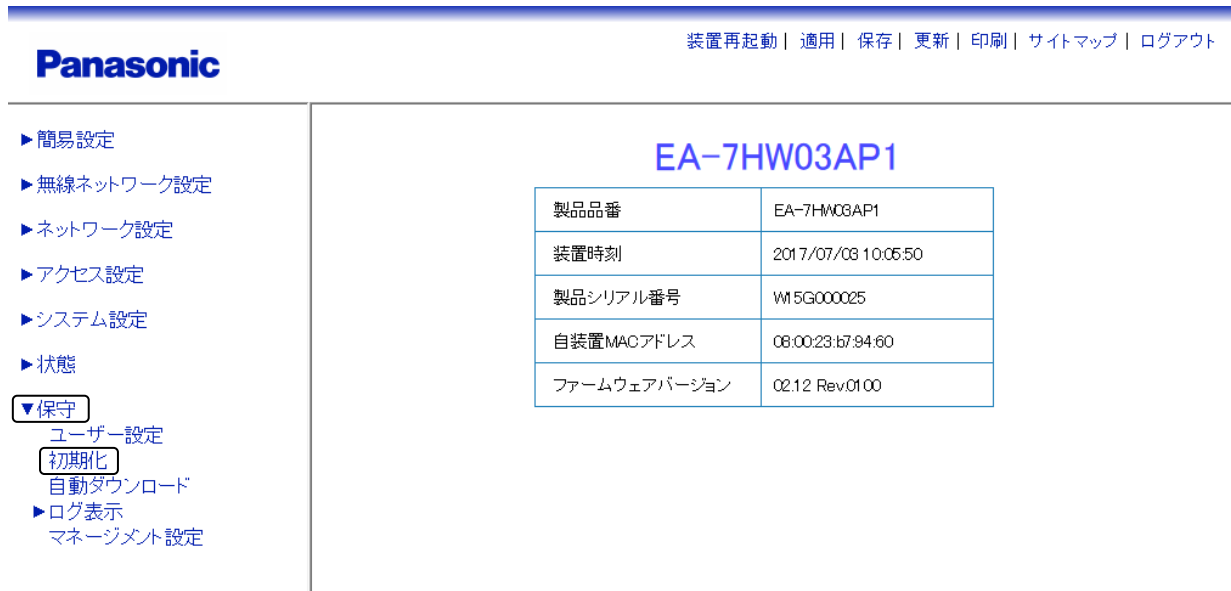 Panasonic
装置再起動 | 適用 | 保存 | 更新 | 印刷 | サイトマップ | ログアウト
►簡易設定
►無線ネットワーク設定
►ネットワーク設定
►アクセス設定
►システム設定
►状態
▼保守
ユーザー設定
初期化
自動ダウンロード
►ログ表示
マネージメント設定
EA-7HW03AP1
製品品番 EA-7HW03AP1
装置時刻 2017/07/03 10:05:50
製品シリアル番号 W15G000025
自装置MACアドレス 08:00:23:b7:94:60
ファームウェアバージョン 02.12 Rev.0100